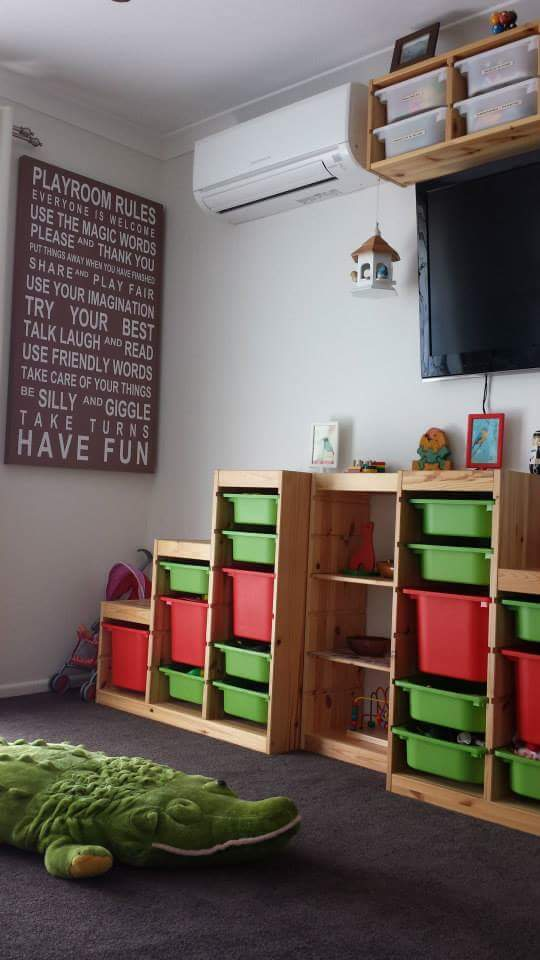 PLAYROOM RULES
EVERYONE IS WELCOME
USE THE MAGIC WORDS
PLEASE AND THANK YOU
PUT THINGS AWAY WHEN YOU HAVE FINISHED
SHARE AND PLAY FAIR
USE YOUR IMAGINATION
TRY YOUR BEST
TALK LAUGH AND READ
USE FRIENDLY WORDS
TAKE CARE OF YOUR THINGS
BE SILLY AND GIGGLE
TAKE TURNS
HAVE FUN